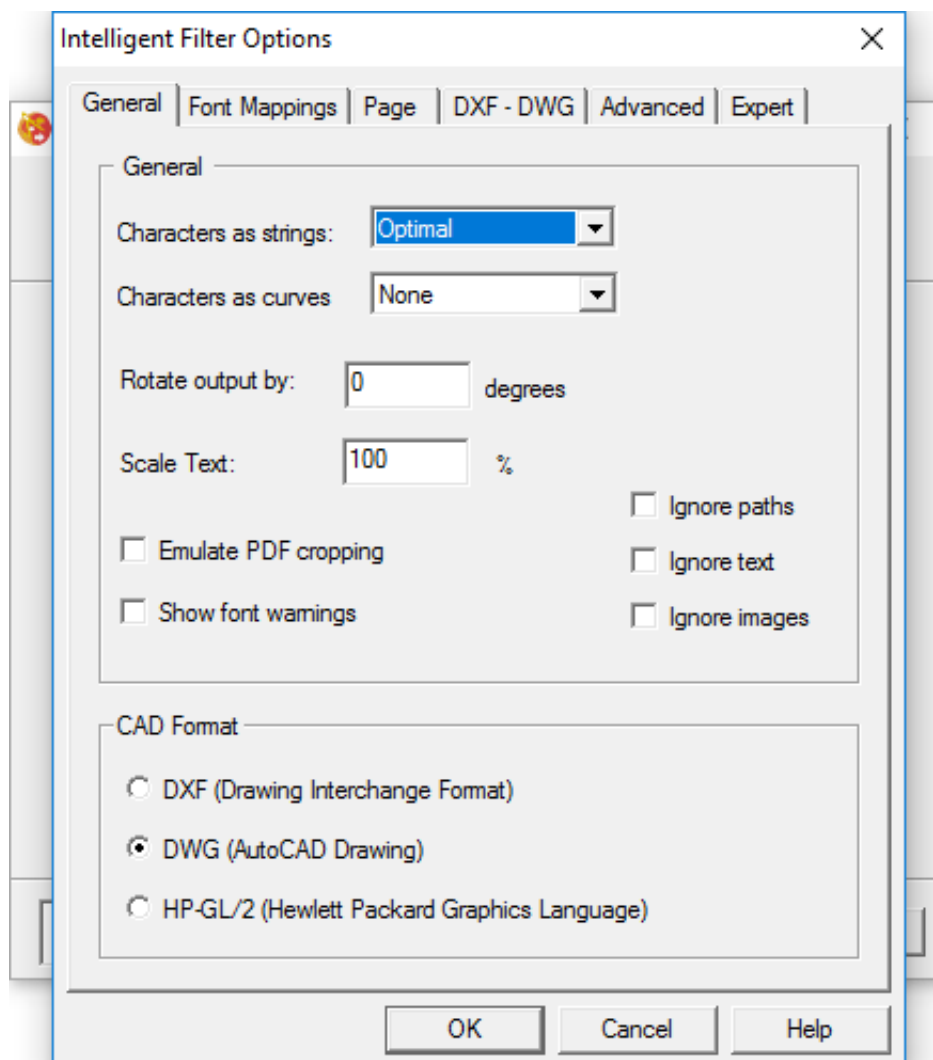 Intelligent Filter Options
General Font Mappings Page DXF - DWG Advanced Expert
General
Characters as strings: Optimal
Characters as curves None
Rotate output by: 0 degrees
Scale Text: 100 %
Ignore paths
Emulate PDF cropping
Ignore text
Show font warnings
Ignore images
CAD Format
DXF (Drawing Interchange Format)
DWG (AutoCAD Drawing)
HP-GL/2 (Hewlett Packard Graphics Language)
OK Cancel Help